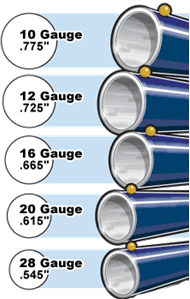 10 Gauge
.775"
12 Gauge
.725"
16 Gauge
.665"
20 Gauge
.615"
28 Gauge
.545"